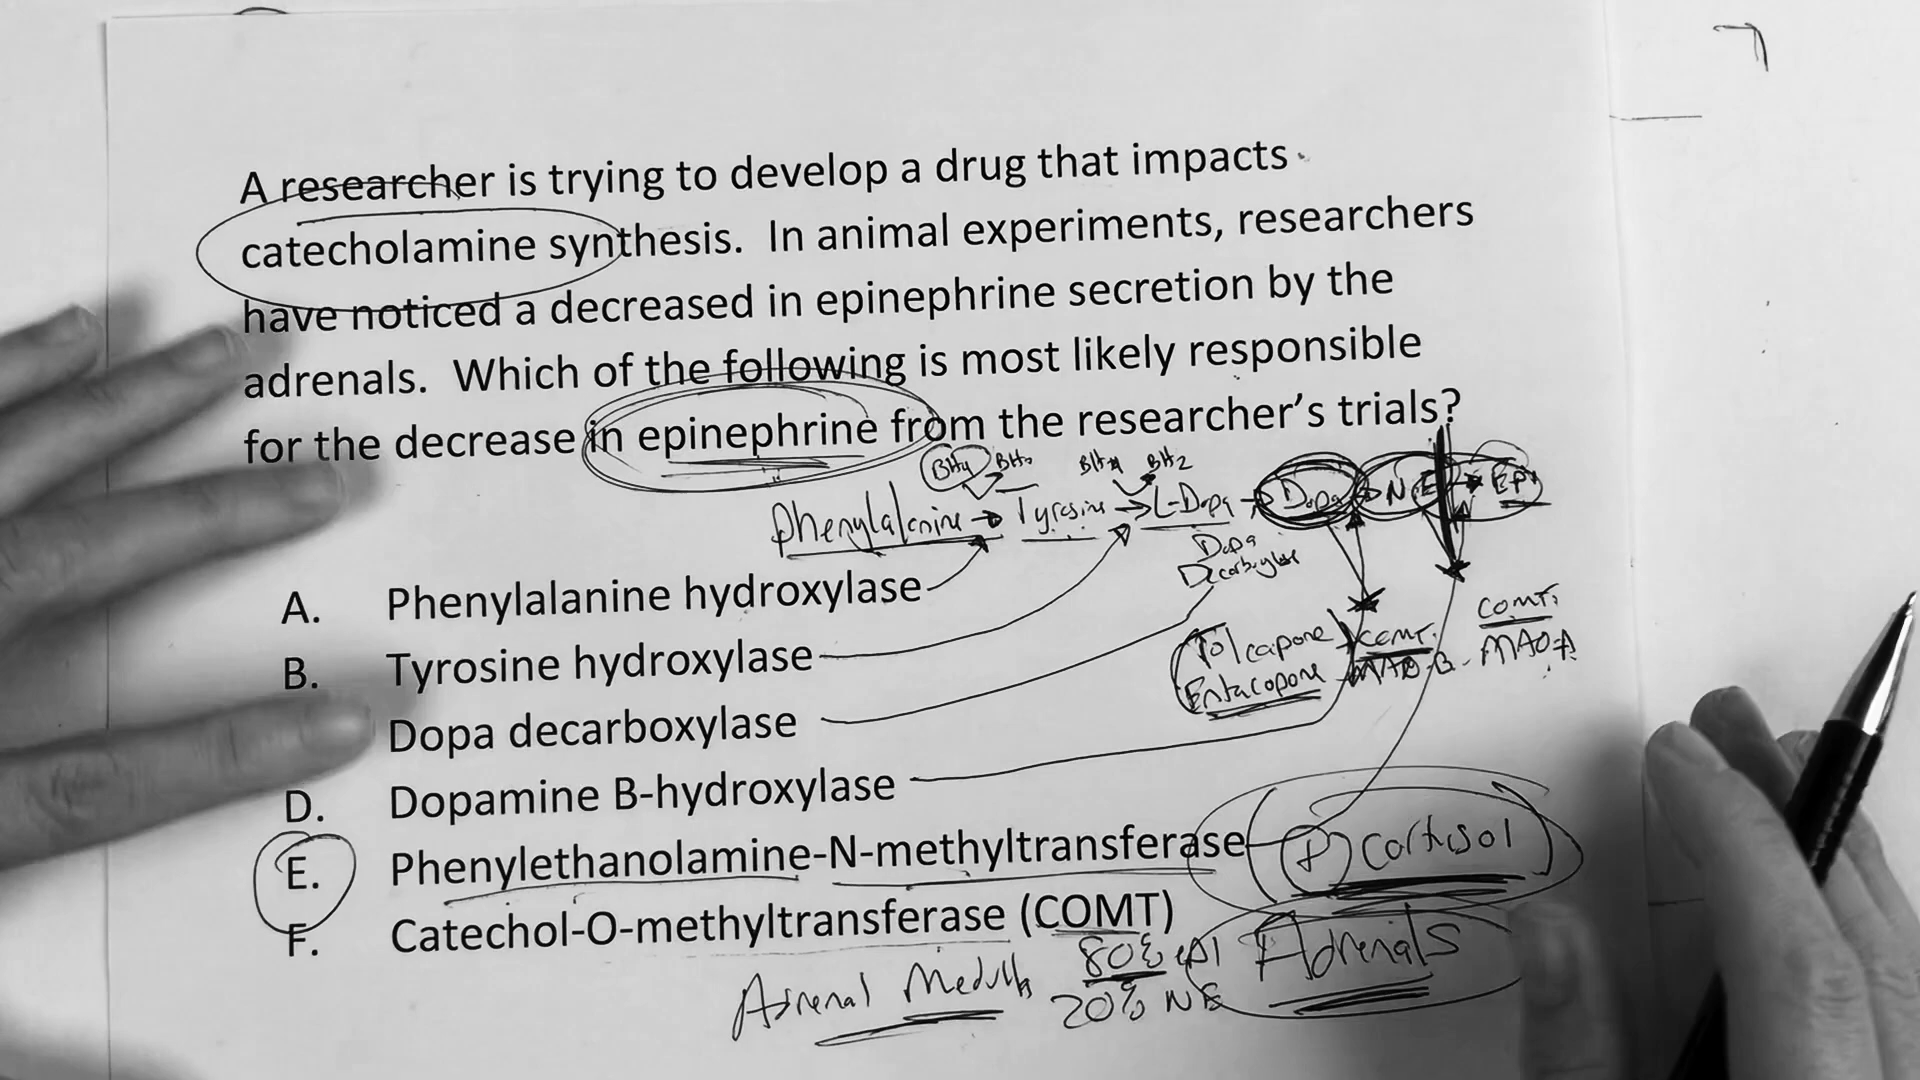 A researcher is trying to develop a drug that impacts
catecholamine synthesis. In animal experiments, researchers
have noticed a decreased in epinephrine secretion by the
adrenals. Which of the following is most likely responsible
for the decrease in epinephrine from the researcher's trials?
BH4 BH2 BH4 BH2
Phenylalanine → Tyrosine → L-Dopa → Dopa → NE → EPI
Dopa
Decarboxylase
A. Phenylalanine hydroxylase
B. Tyrosine hydroxylase
Dopa decarboxylase
D. Dopamine B-hydroxylase
E. Phenylethanolamine-N-methyltransferase
F. Catechol-O-methyltransferase (COMT)
Tolcapone COMT COMT
Entacopone MAO-B MAO-A
+ cortisol
Adrenals
Adrenal Medulla 80% EPI
20% NE